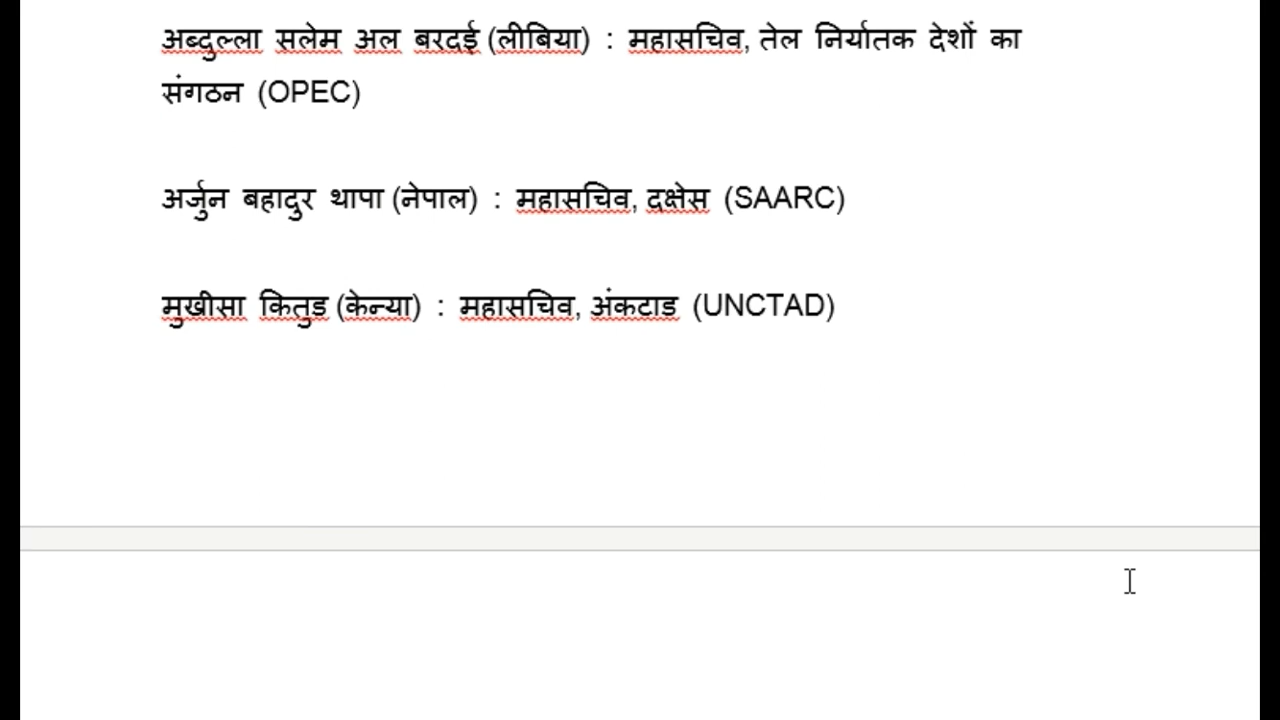 अब्दुल्ला सलेम अल बरदई (लीबिया) : महासचिव, तेल निर्यातक देशों का
संगठन (OPEC)
अर्जुन बहादुर थापा (नेपाल) : महासचिव, दक्षेस (SAARC)
मुखीसा कितुड (केन्या) : महासचिव, अंकटाड (UNCTAD)